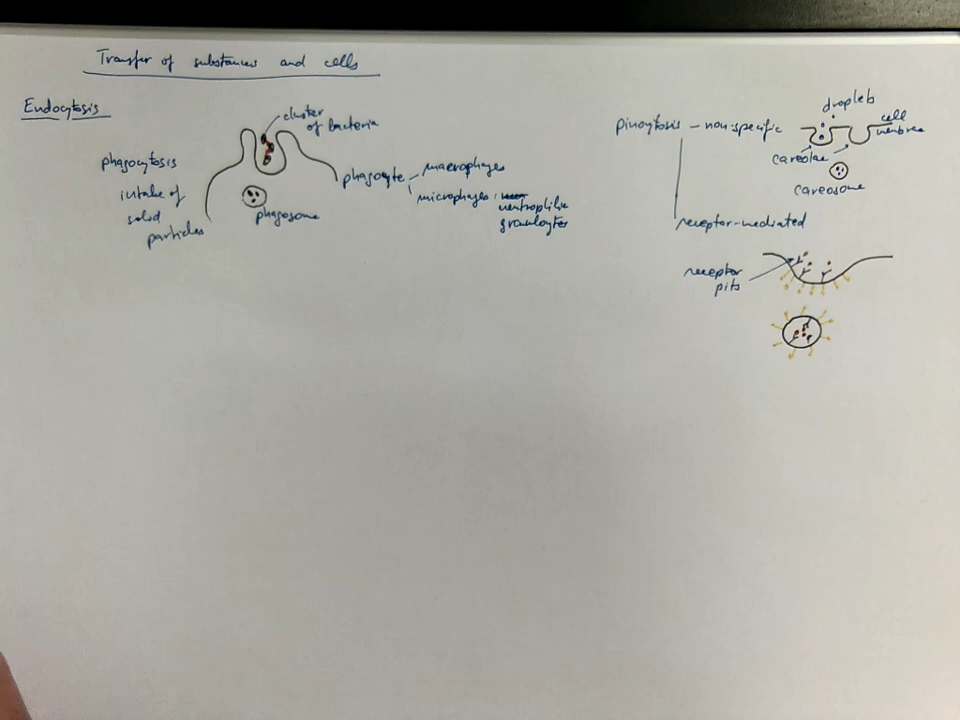 Transfer of substances and cells
Endocytosis
phagocytosis
intake of
solid
particles
cluster
of bacteria
phagosome
phagocyte
macrophages
microphages :
neutrophilic
granulocytes
pinocytosis – non-specific
droplets
cell
membrane
caveolae
caveosome
receptor-mediated
receptor
pits